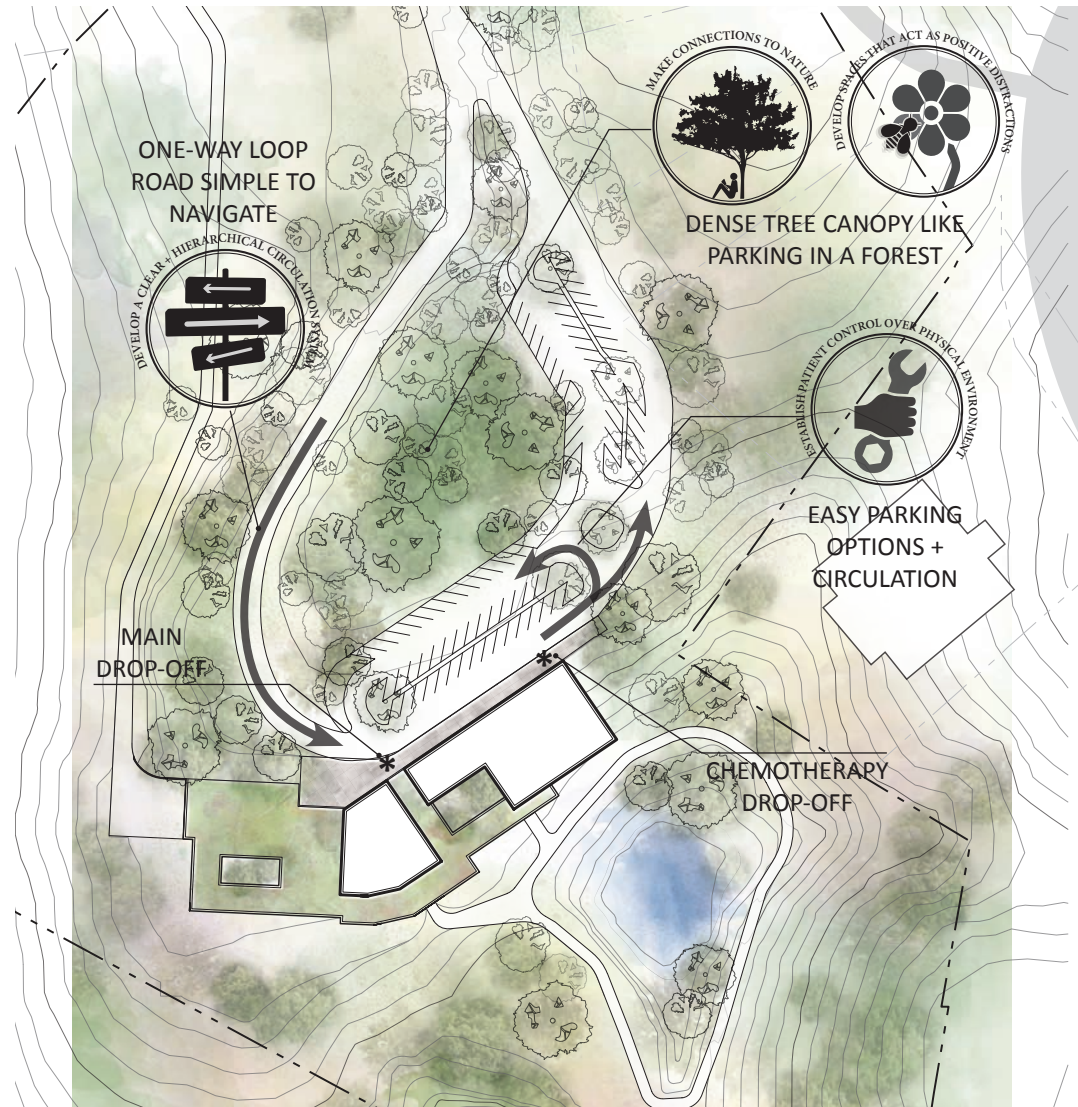 MAKE CONNECTIONS TO NATURE
DEVELOP SPACES THAT ACT AS POSITIVE DISTRACTIONS
ONE-WAY LOOP
ROAD SIMPLE TO
NAVIGATE
DENSE TREE CANOPY LIKE
PARKING IN A FOREST
DEVELOP A CLEAR + HIERARCHICAL CIRCULATION SYSTEM
ESTABLISH PATIENT CONTROL OVER PHYSICAL ENVIRONMENT
EASY PARKING
OPTIONS +
CIRCULATION
MAIN
DROP-OFF
CHEMOTHERAPY
DROP-OFF